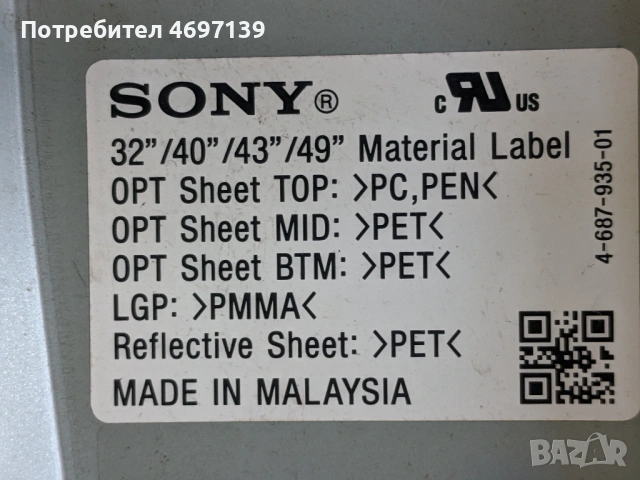 Потребител 4697139
SONY®
c RU US
32”/40”/43”/49” Material Label
OPT Sheet TOP: >PC,PEN<
OPT Sheet MID: >PET<
OPT Sheet BTM: >PET<
LGP: >PMMA<
Reflective Sheet: >PET<
MADE IN MALAYSIA
4-687-935-01
BAZAR